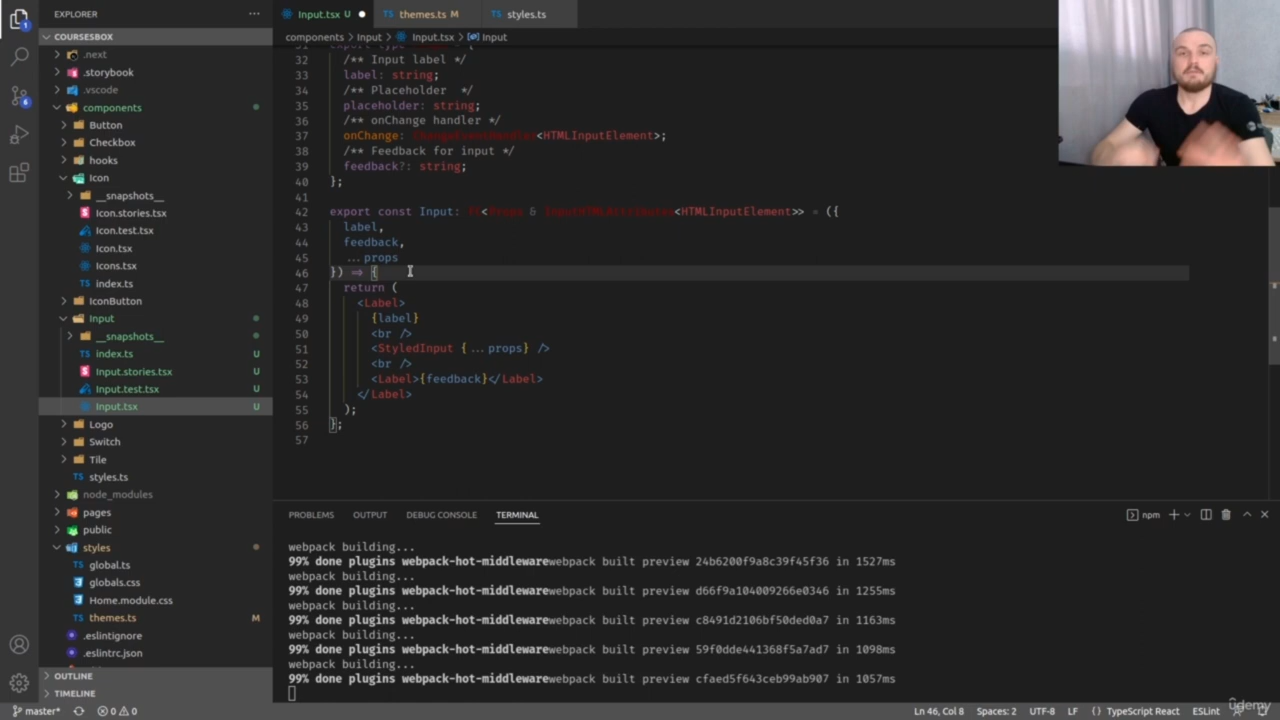 EXPLORER
COURSESBOX
.next
.storybook
.vscode
components
Button
Checkbox
hooks
Icon
__snapshots__
Icon.stories.tsx
Icon.test.tsx
Icon.tsx
Icons.tsx
index.ts
IconButton
Input
__snapshots__
index.ts U
Input.stories.tsx U
Input.test.tsx U
Input.tsx U
Logo
Switch
Tile
styles.ts
node_modules
pages
public
styles
global.ts
globals.css
Home.module.css
themes.ts M
.eslintignore
.eslintrc.json
OUTLINE
TIMELINE
Input.tsx U
TS themes.ts M
TS styles.ts
components > Input > Input.tsx > Input
32 /** Input label */
33 label: string;
34 /** Placeholder */
35 placeholder: string;
36 /** onChange handler */
37 onChange: ChangeEventHandler<HTMLInputElement>;
38 /** Feedback for input */
39 feedback?: string;
40 };
41
42 export const Input: FC<Props & InputHTMLAttributes<HTMLInputElement>> = ({
43 label,
44 feedback,
45 ...props
46 }) => {
47 return (
48 <Label>
49 {label}
50 <br />
51 <StyledInput {...props} />
52 <br />
53 <Label>{feedback}</Label>
54 </Label>
55 );
56 };
57
PROBLEMS OUTPUT DEBUG CONSOLE TERMINAL
npm
webpack building...
99% done plugins webpack-hot-middlewarewebpack built preview 24b6200f9a8c39f45f36 in 1527ms
webpack building...
99% done plugins webpack-hot-middlewarewebpack built preview d66f9a104009266e0346 in 1255ms
webpack building...
99% done plugins webpack-hot-middlewarewebpack built preview c8491d2106bf50ded0a7 in 1163ms
webpack building...
99% done plugins webpack-hot-middlewarewebpack built preview 59f0dde441368f5a7ad7 in 1098ms
webpack building...
99% done plugins webpack-hot-middlewarewebpack built preview cfaed5f643ceb99ab907 in 1057ms
master* 0 0 Ln 46, Col 8 Spaces: 2 UTF-8 LF {} TypeScript React ESLint
udemy